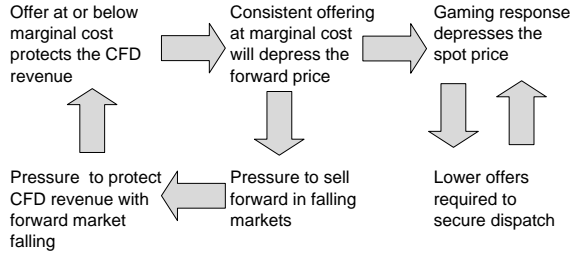 Offer at or below
marginal cost
protects the CFD
revenue
Consistent offering
at marginal cost
will depress the
forward price
Gaming response
depresses the
spot price
Pressure to protect
CFD revenue with
forward market
falling
Pressure to sell
forward in falling
markets
Lower offers
required to
secure dispatch